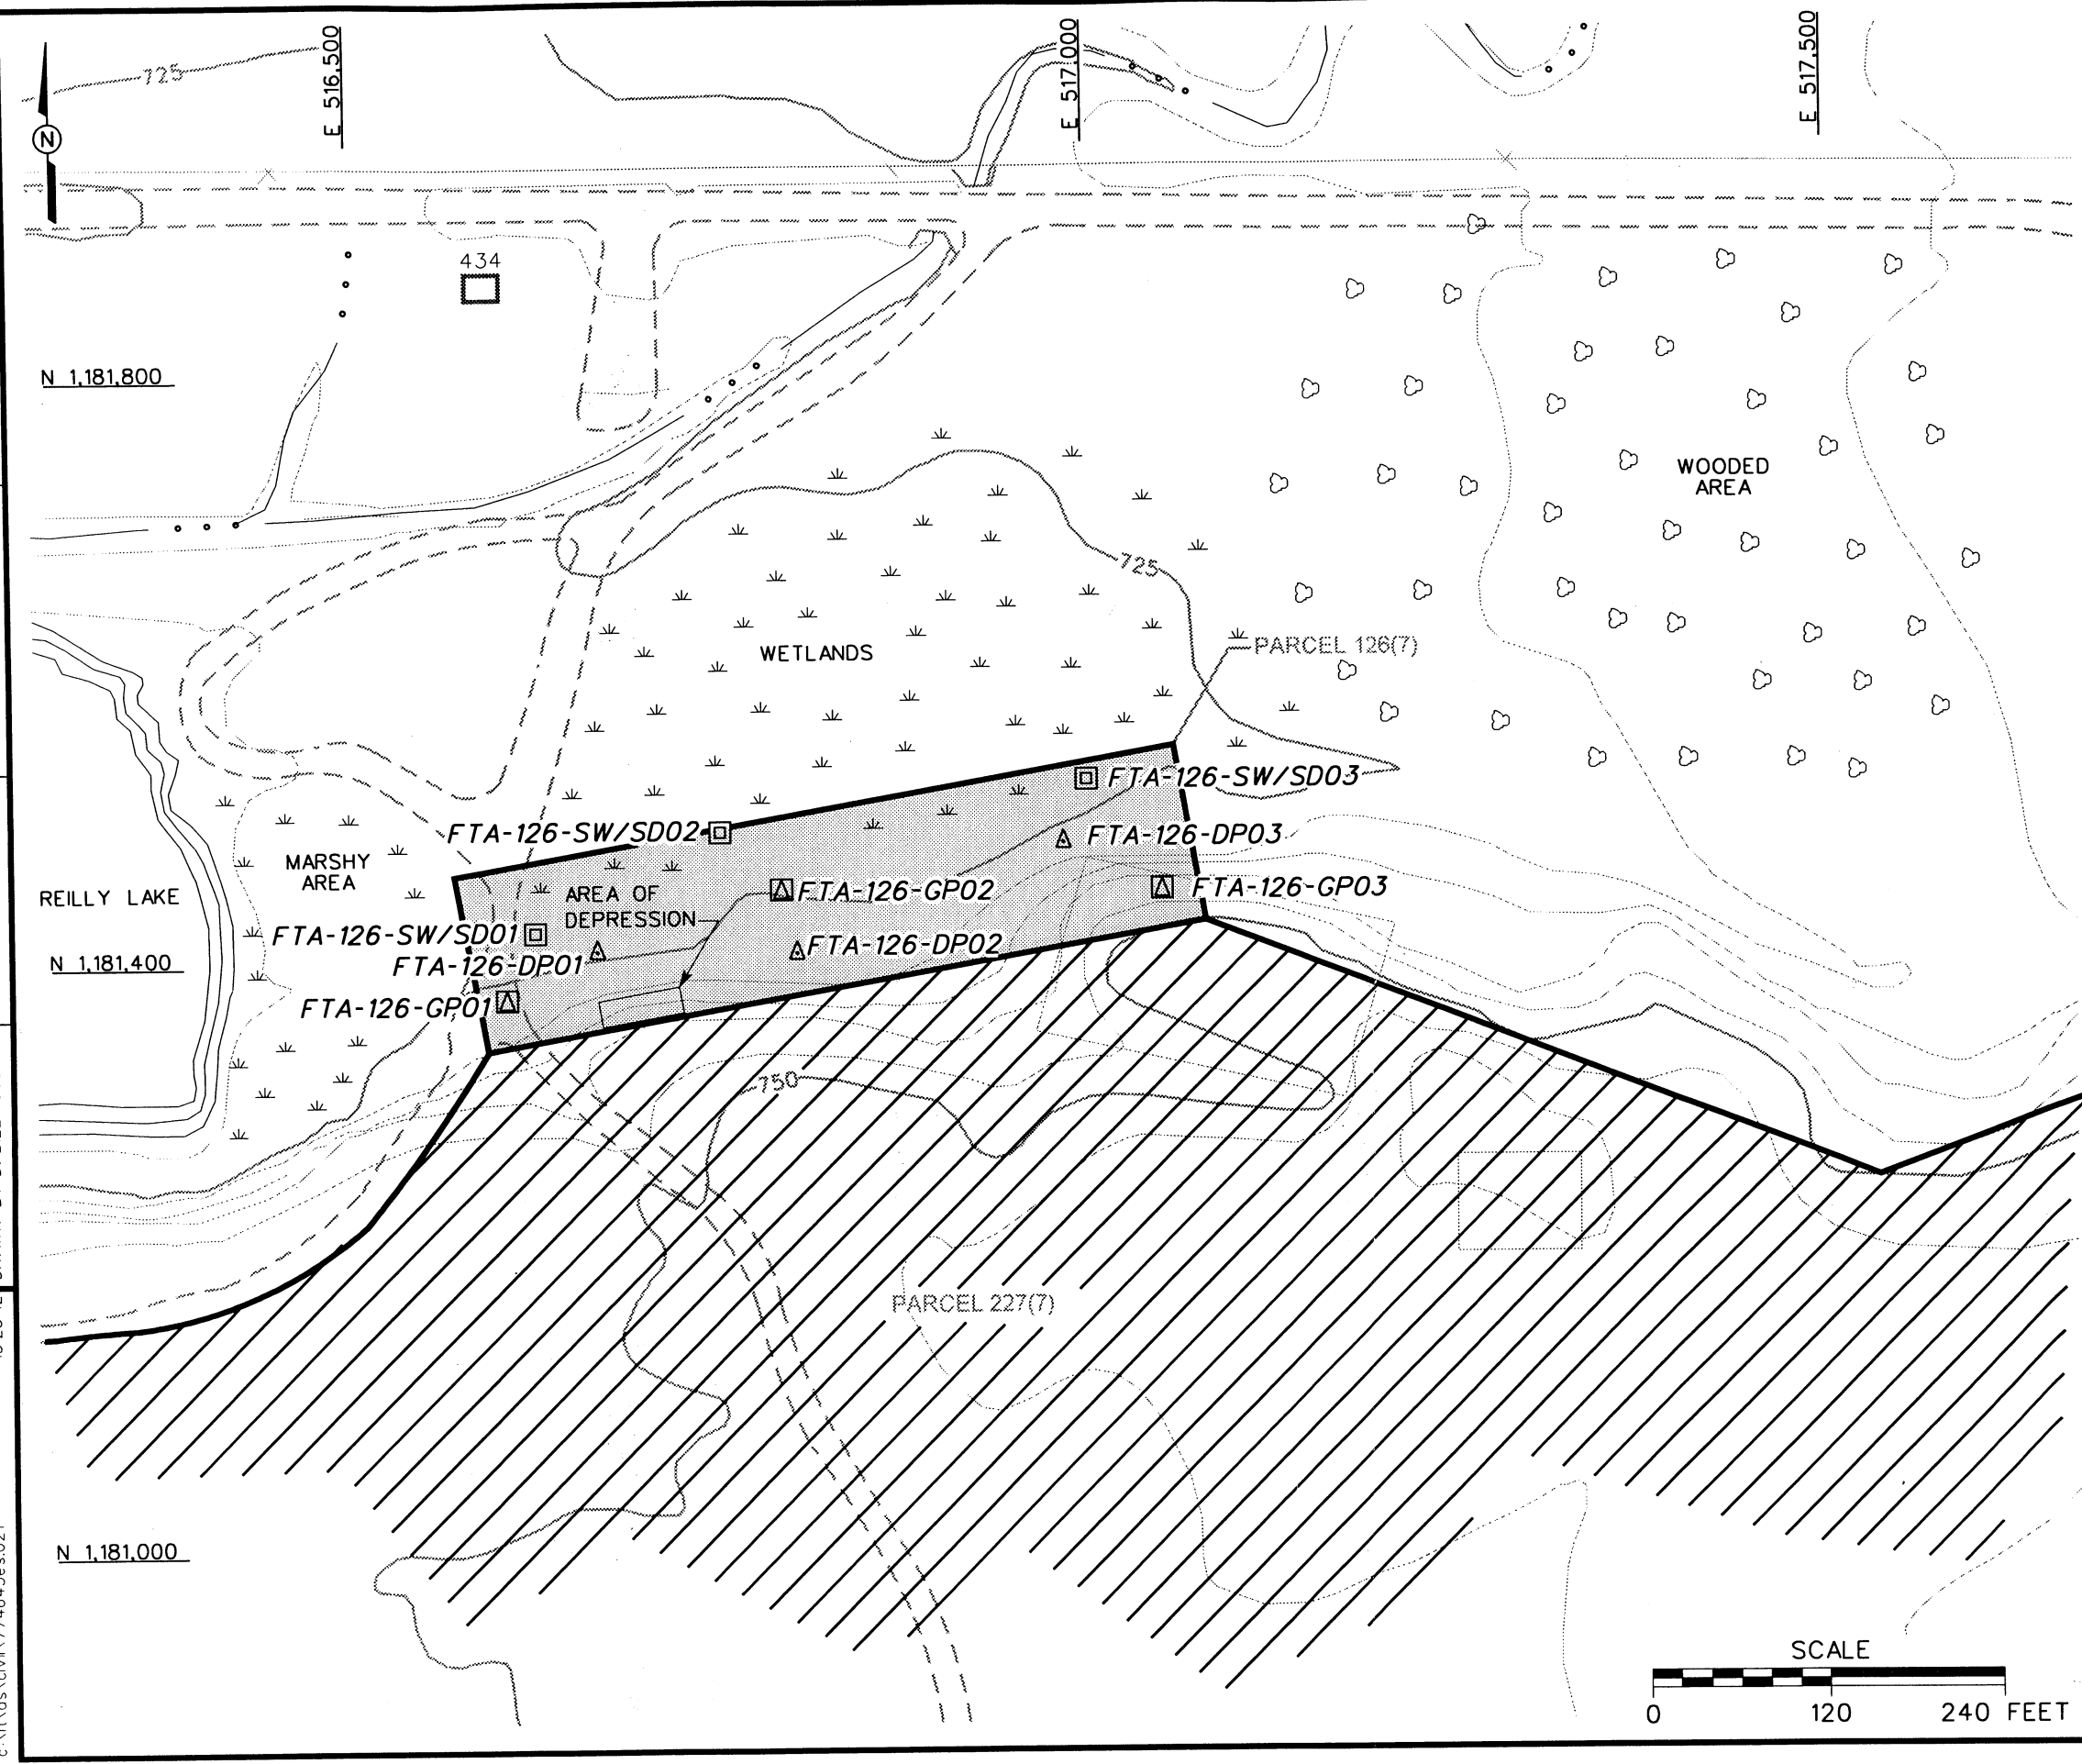 E 516,500
E 517,000
E 517,500
725
N
434
N 1,181,800
WOODED
AREA
725
WETLANDS
PARCEL 126(7)
FTA-126-SW/SD03
FTA-126-SW/SD02
FTA-126-DP03
MARSHY
AREA
REILLY LAKE
AREA OF
DEPRESSION
FTA-126-GP02
FTA-126-GP03
FTA-126-SW/SD01
FTA-126-DP02
N 1,181,400
FTA-126-DP01
FTA-126-GP01
750
PARCEL 227(7)
N 1,181,000
SCALE
0 120 240 FEET